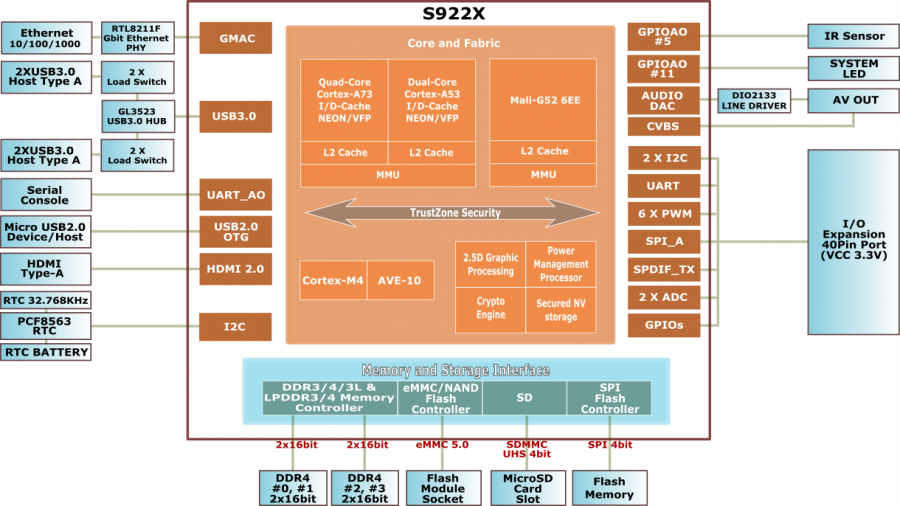 S922X
Ethernet
10/100/1000
RTL8211F
Gbit Ethernet
PHY
GMAC
2XUSB3.0
Host Type A
2 X
Load Switch
GL3523
USB3.0 HUB
USB3.0
2XUSB3.0
Host Type A
2 X
Load Switch
Serial
Console
UART_AO
Micro USB2.0
Device/Host
USB2.0
OTG
HDMI
Type-A
HDMI 2.0
RTC 32.768KHz
PCF8563
RTC
I2C
RTC BATTERY
Core and Fabric
Quad-Core
Cortex-A73
I/D-Cache
NEON/VFP
Dual-Core
Cortex-A53
I/D-Cache
NEON/VFP
Mali-G52 6EE
L2 Cache
L2 Cache
L2 Cache
MMU
MMU
TrustZone Security
Cortex-M4
AVE-10
2.5D Graphic
Processing
Power
Management
Processor
Crypto
Engine
Secured NV
storage
GPIOAO
#5
IR Sensor
GPIOAO
#11
SYSTEM
LED
AUDIO
DAC
DIO2133
LINE DRIVER
AV OUT
CVBS
2 X I2C
UART
6 X PWM
SPI_A
SPDIF_TX
2 X ADC
GPIOs
I/O
Expansion
40Pin Port
(VCC 3.3V)
Memory and Storage Interface
DDR3/4/3L &
LPDDR3/4 Memory
Controller
eMMC/NAND
Flash
Controller
SD
SPI
Flash
Controller
2x16bit
2x16bit
eMMC 5.0
SDMMC
UHS 4bit
SPI 4bit
DDR4
#0, #1
2x16bit
DDR4
#2, #3
2x16bit
Flash
Module
Socket
MicroSD
Card
Slot
Flash
Memory